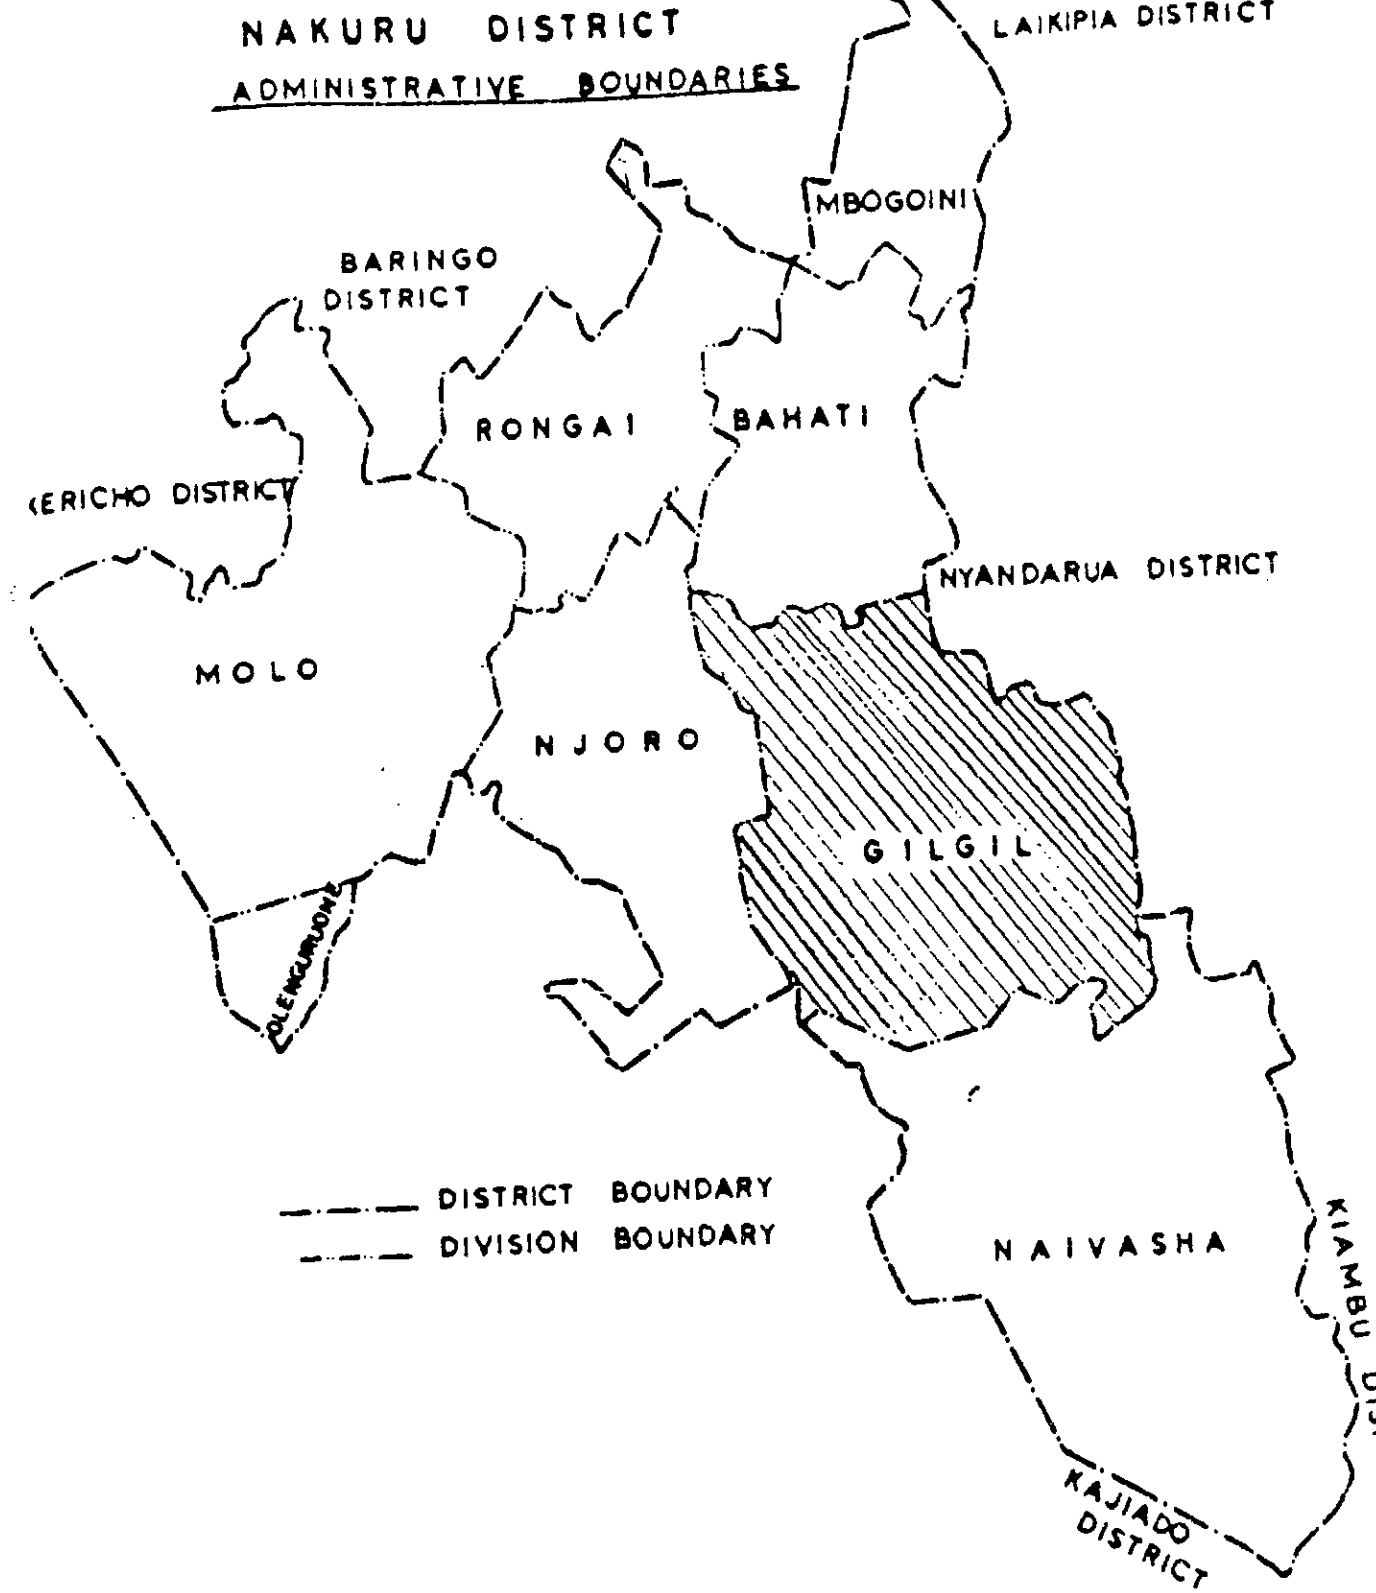 NAKURU DISTRICT
LAIKIPIA DISTRICT
ADMINISTRATIVE BOUNDARIES
MBOGOINI
BARINGO
DISTRICT
RONGAI
BAHATI
ERICHO DISTRICT
NYANDARUA DISTRICT
MOLO
NJORO
GILGIL
OLENGURUONE
DISTRICT BOUNDARY
DIVISION BOUNDARY
NAIVASHA
KIAMBU
KAJIADO
DISTRICT